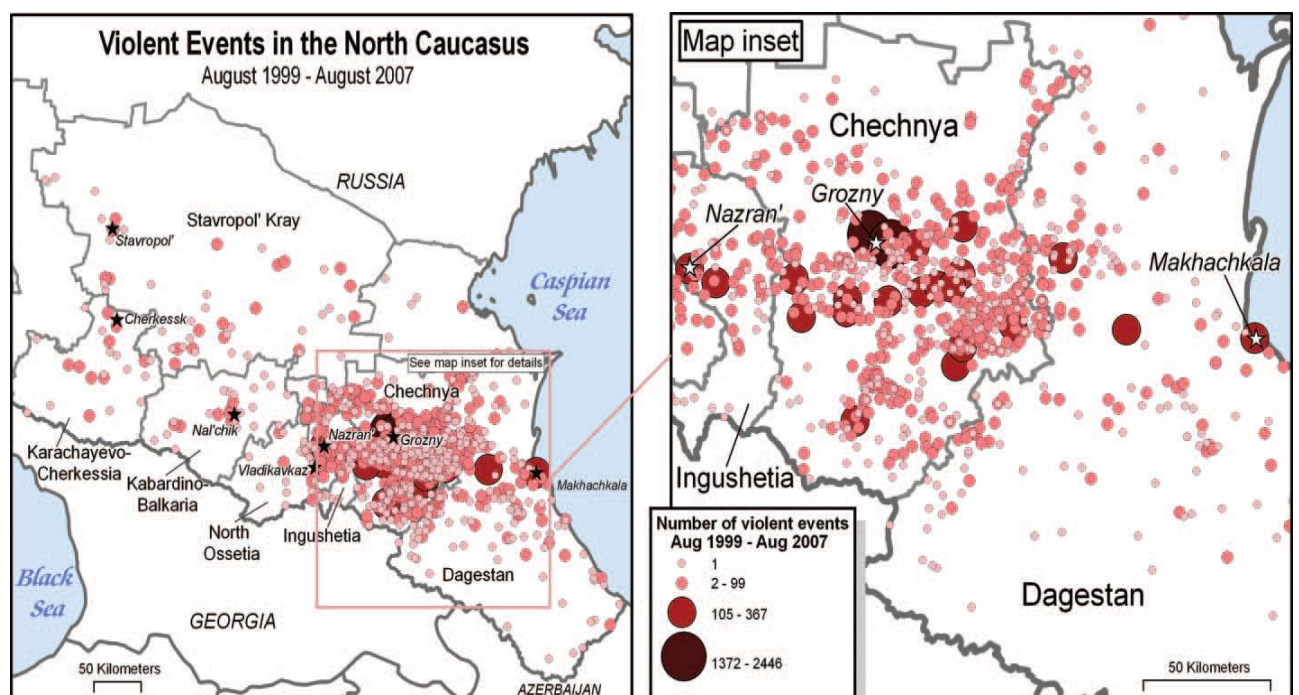 Violent Events in the North Caucasus
August 1999 - August 2007
RUSSIA
Stavropol' Kray
Stavropol'
Cherkessk
Caspian
Sea
See map inset for details
Chechnya
Nal'chik
Nazran'
Grozny
Karachayevo-
Cherkessia
Vladikavkaz
Makhachkala
Kabardino-
Balkaria
North
Ossetia
Ingushetia
Dagestan
Black
Sea
GEORGIA
50 Kilometers
AZERBAIJAN
Map inset
Chechnya
Grozny
Nazran'
Makhachkala
Ingushetia
Dagestan
Number of violent events
Aug 1999 - Aug 2007
1
2 - 99
105 - 367
1372 - 2446
50 Kilometers